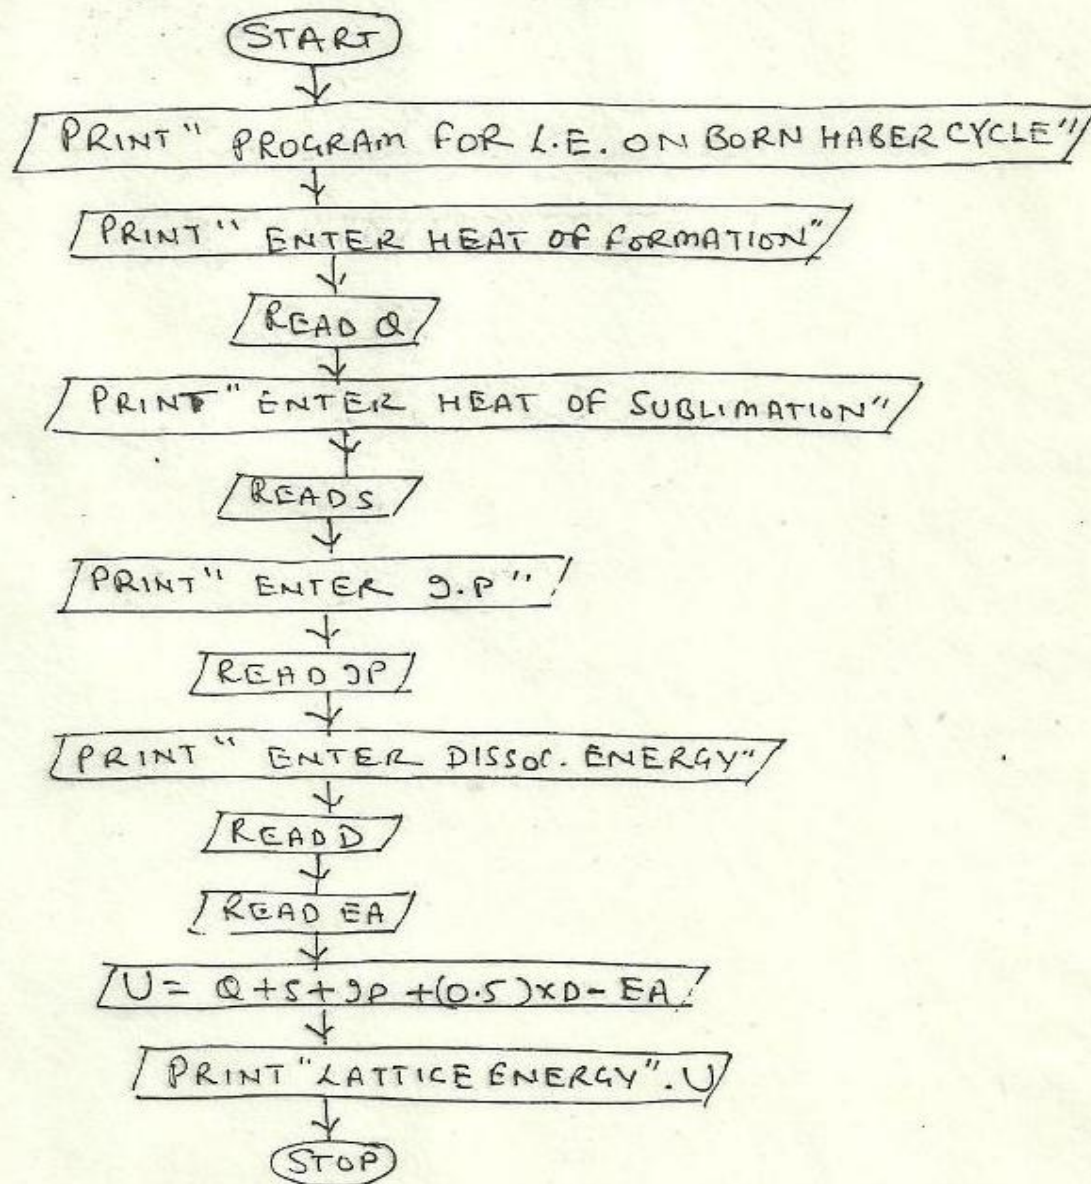 START
PRINT" PROGRAM FOR L.E. ON BORN HABER CYCLE"
PRINT" ENTER HEAT OF FORMATION"
READ Q
PRINT" ENTER HEAT OF SUBLIMATION"
READ S
PRINT" ENTER I.P"
READ IP
PRINT" ENTER DISSOC. ENERGY"
READ D
READ EA
U = Q+S+IP+(0.5)×D-EA
PRINT"LATTICE ENERGY".U
STOP